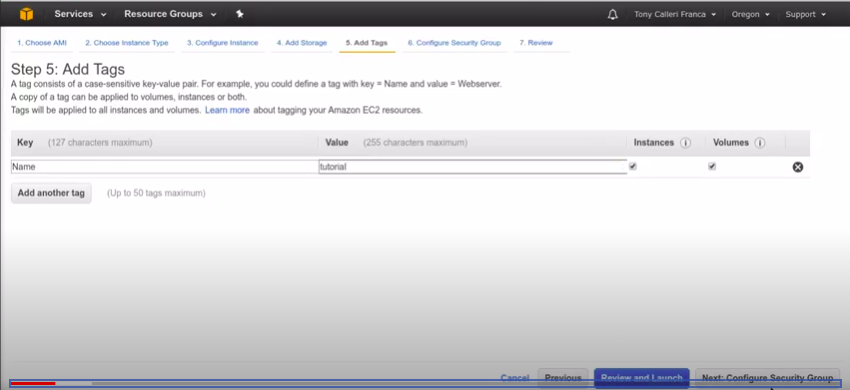 Services Resource Groups Tony Calleri Franca Oregon Support
1. Choose AMI 2. Choose Instance Type 3. Configure Instance 4. Add Storage 5. Add Tags 6. Configure Security Group 7. Review
Step 5: Add Tags
A tag consists of a case-sensitive key-value pair. For example, you could define a tag with key = Name and value = Webserver.
A copy of a tag can be applied to volumes, instances or both.
Tags will be applied to all instances and volumes. Learn more about tagging your Amazon EC2 resources.
Key (127 characters maximum) Value (255 characters maximum) Instances i Volumes i
Name tutorial
Add another tag (Up to 50 tags maximum)
Cancel Previous Review and Launch Next: Configure Security Group